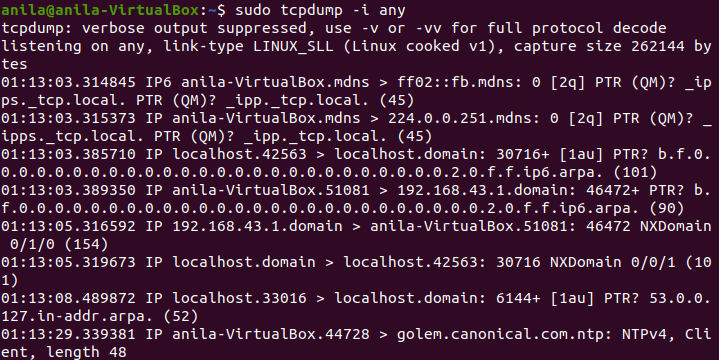 anila@anila-VirtualBox:~$ sudo tcpdump -i any
tcpdump: verbose output suppressed, use -v or -vv for full protocol decode
listening on any, link-type LINUX_SLL (Linux cooked v1), capture size 262144 by
tes
01:13:03.314845 IP6 anila-VirtualBox.mdns > ff02::fb.mdns: 0 [2q] PTR (QM)? _ip
ps._tcp.local. PTR (QM)? _ipp._tcp.local. (45)
01:13:03.315373 IP anila-VirtualBox.mdns > 224.0.0.251.mdns: 0 [2q] PTR (QM)? _
ipps._tcp.local. PTR (QM)? _ipp._tcp.local. (45)
01:13:03.385710 IP localhost.42563 > localhost.domain: 30716+ [1au] PTR? b.f.0.
0.0.0.0.0.0.0.0.0.0.0.0.0.0.0.0.0.0.0.0.0.0.0.0.2.0.f.f.ip6.arpa. (101)
01:13:03.389350 IP anila-VirtualBox.51081 > 192.168.43.1.domain: 46472+ PTR? b.
f.0.0.0.0.0.0.0.0.0.0.0.0.0.0.0.0.0.0.0.0.0.0.0.0.0.0.2.0.f.f.ip6.arpa. (90)
01:13:05.316592 IP 192.168.43.1.domain > anila-VirtualBox.51081: 46472 NXDomain
 0/1/0 (154)
01:13:05.319673 IP localhost.domain > localhost.42563: 30716 NXDomain 0/0/1 (10
1)
01:13:08.489872 IP localhost.33016 > localhost.domain: 6144+ [1au] PTR? 53.0.0.
127.in-addr.arpa. (52)
01:13:29.339381 IP anila-VirtualBox.44728 > golem.canonical.com.ntp: NTPv4, Cli
ent, length 48